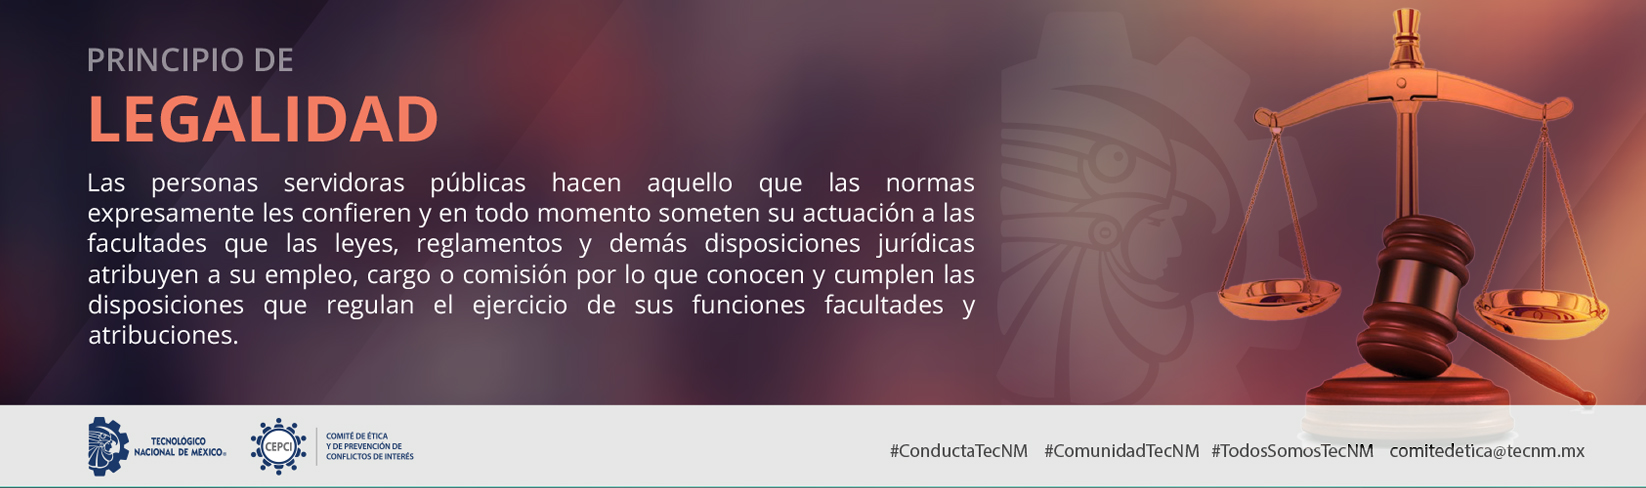 PRINCIPIO DE
LEGALIDAD
Las personas servidoras públicas hacen aquello que las normas
expresamente les confieren y en todo momento someten su actuación a las
facultades que las leyes, reglamentos y demás disposiciones jurídicas
atribuyen a su empleo, cargo o comisión por lo que conocen y cumplen las
disposiciones que regulan el ejercicio de sus funciones facultades y
atribuciones.
TECNOLÓGICO
NACIONAL DE MÉXICO®
CEPCI
COMITÉ DE ÉTICA
Y DE PREVENCIÓN DE
CONFLICTOS DE INTERÉS
#ConductaTecNM #ComunidadTecNM #TodosSomosTecNM comitedetica@tecnm.mx